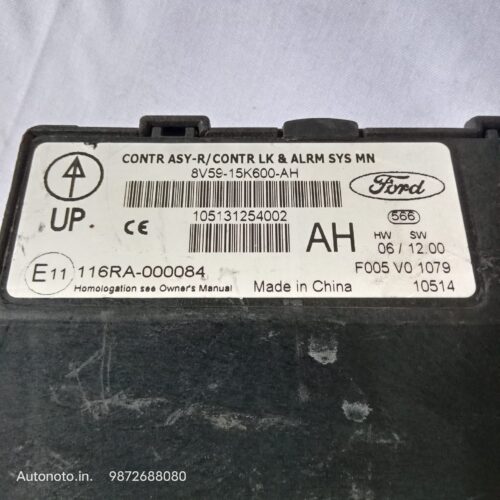 CONTR ASY-R/CONTR LK & ALRM SYS MN
8V59-15K600-AH
Ford
105131254002
566
UP
CE
AH
HW SW
06 / 12.00
E11 116RA-000084
F005 V0 1079
Homologation see Owner's Manual
Made in China
10514
Autonoto.in. 9872688080